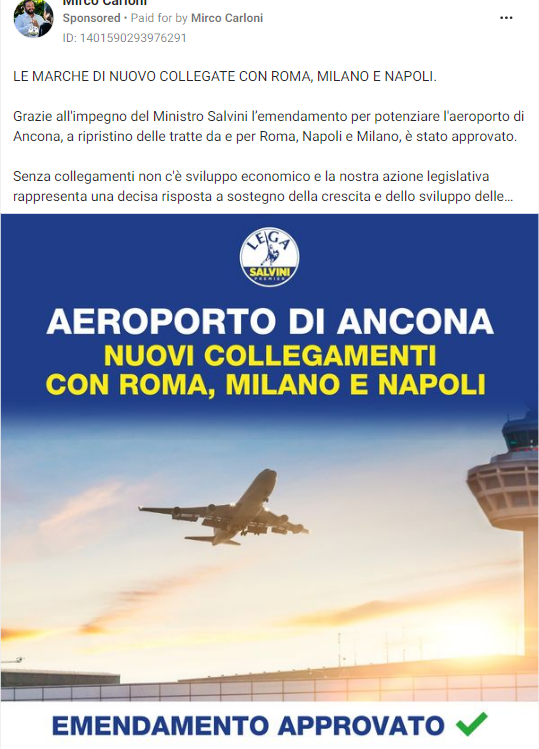 Mirco Carloni
Sponsored • Paid for by Mirco Carloni
ID: 1401590293976291
LE MARCHE DI NUOVO COLLEGATE CON ROMA, MILANO E NAPOLI.
Grazie all'impegno del Ministro Salvini l’emendamento per potenziare l'aeroporto di
Ancona, a ripristino delle tratte da e per Roma, Napoli e Milano, è stato approvato.
Senza collegamenti non c'è sviluppo economico e la nostra azione legislativa
rappresenta una decisa risposta a sostegno della crescita e dello sviluppo delle...
LEGA
SALVINI
PREMIER
AEROPORTO DI ANCONA
NUOVI COLLEGAMENTI
CON ROMA, MILANO E NAPOLI
EMENDAMENTO APPROVATO